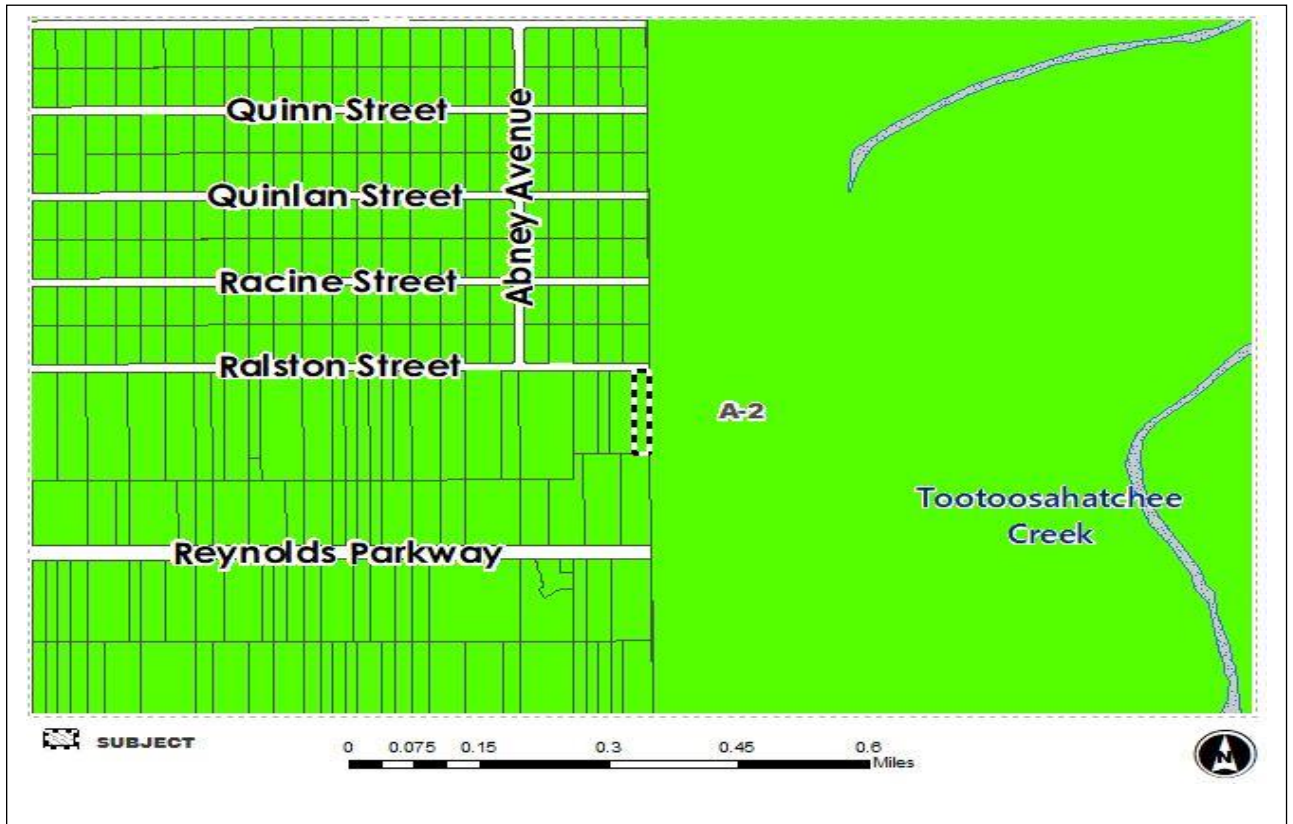 Quinn Street
Abney Avenue
Quinlan Street
Racine Street
Ralston Street
A-2
Tootoosahatchee
Creek
Reynolds Parkway
SUBJECT
0 0.075 0.15 0.3 0.45 0.6
Miles
N